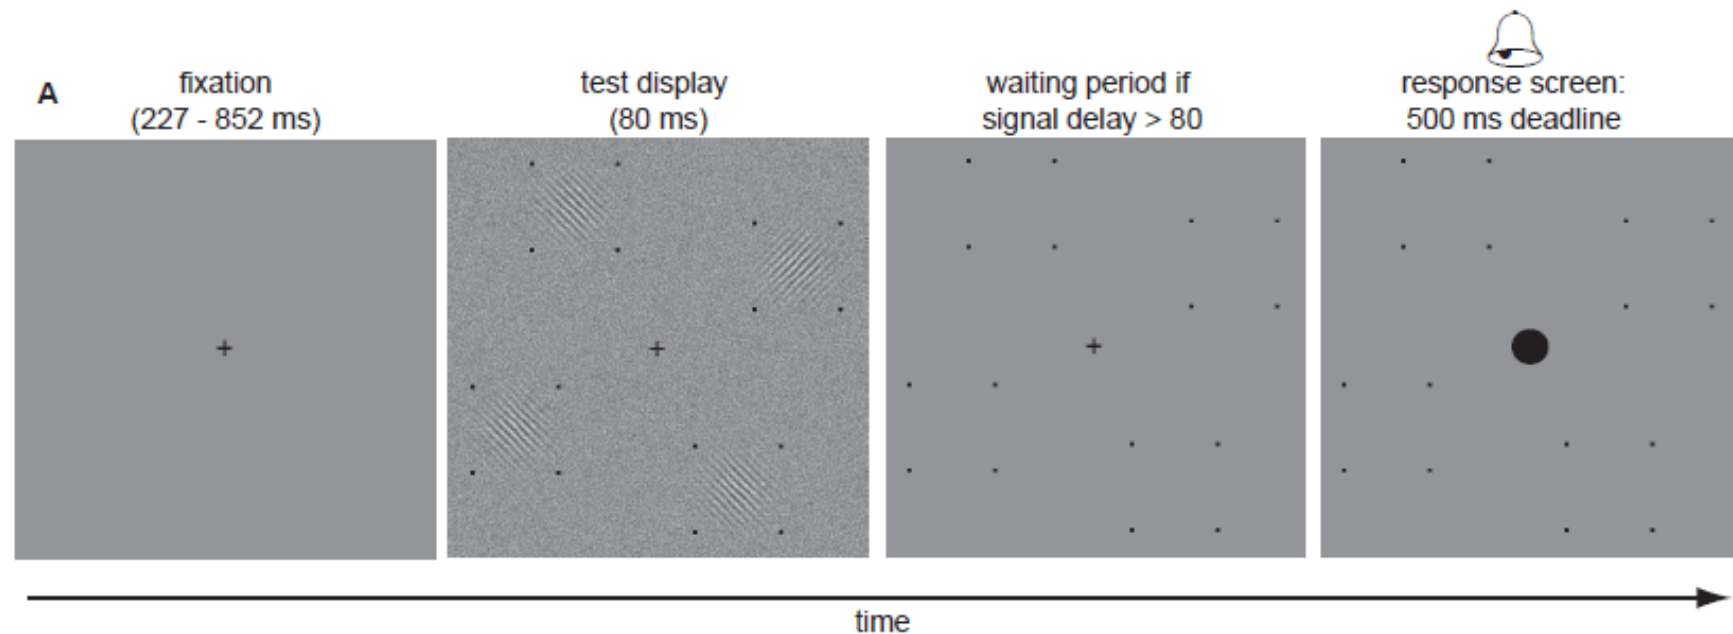 A
fixation
(227 - 852 ms)
test display
(80 ms)
waiting period if
signal delay > 80
response screen:
500 ms deadline
time